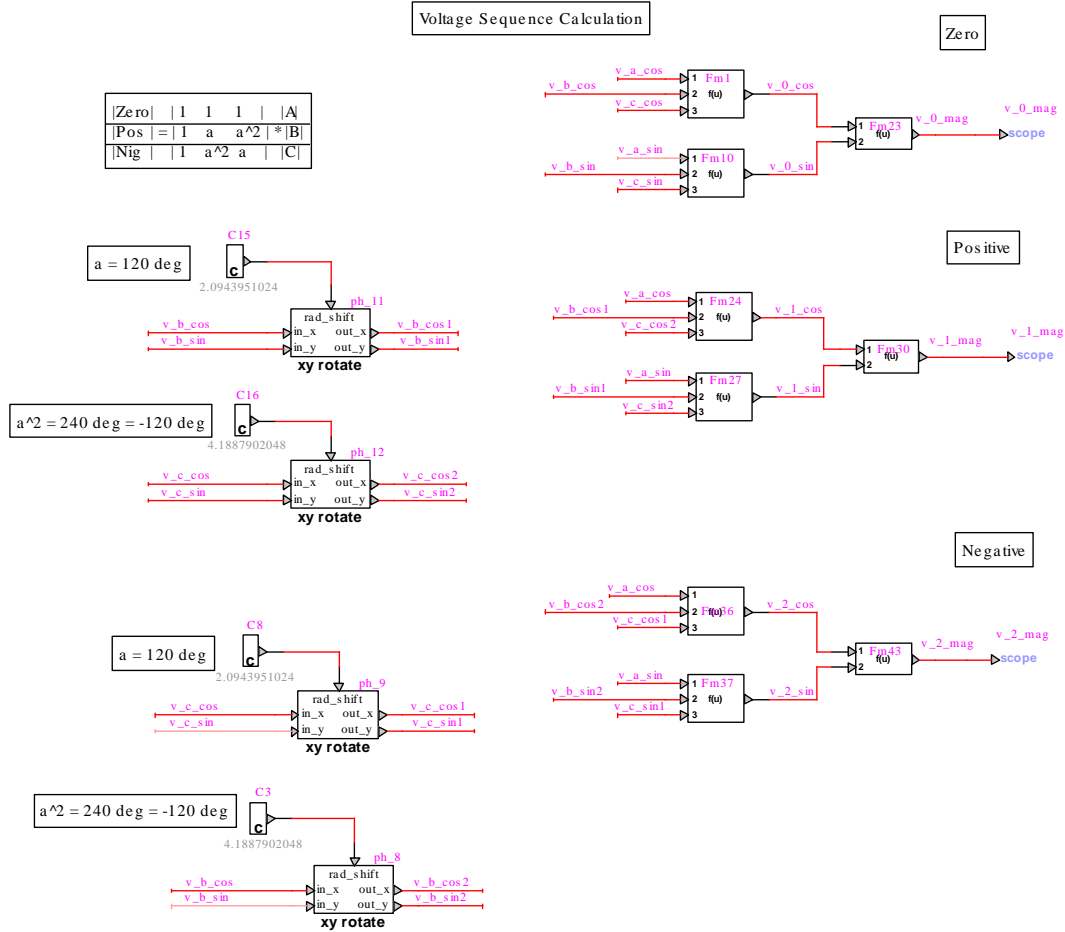 Voltage Sequence Calculation
|Zero| | 1 1 1 | |A|
|Pos | = | 1 a a^2 | * |B|
|Nig | | 1 a^2 a | |C|
a = 120 deg
C15
C
2.0943951024
ph_11
rad_shift
v_b_cos in_x out_x v_b_cos1
v_b_sin in_y out_y v_b_sin1
xy rotate
a^2 = 240 deg = -120 deg
C16
C
4.1887902048
ph_12
rad_shift
v_c_cos in_x out_x v_c_cos2
v_c_sin in_y out_y v_c_sin2
xy rotate
a = 120 deg
C8
C
2.0943951024
ph_9
rad_shift
v_c_cos in_x out_x v_c_cos1
v_c_sin in_y out_y v_c_sin1
xy rotate
a^2 = 240 deg = -120 deg
C3
C
4.1887902048
ph_8
rad_shift
v_b_cos in_x out_x v_b_cos2
v_b_sin in_y out_y v_b_sin2
xy rotate
Zero
v_a_cos 1 Fm1
v_b_cos 2 f(u) v_0_cos
v_c_cos 3
v_a_sin 1 Fm10
v_b_sin 2 f(u) v_0_sin
v_c_sin 3
1 Fm23 v_0_mag v_0_mag
2 f(u) scope
Positive
v_a_cos 1 Fm24
v_b_cos1 2 f(u) v_1_cos
v_c_cos2 3
v_a_sin 1 Fm27
v_b_sin1 2 f(u) v_1_sin
v_c_sin2 3
1 Fm30 v_1_mag v_1_mag
2 f(u) scope
Negative
v_a_cos 1
v_b_cos2 2 Fm36 f(u) v_2_cos
v_c_cos1 3
v_a_sin 1 Fm37
v_b_sin2 2 f(u) v_2_sin
v_c_sin1 3
1 Fm43 v_2_mag v_2_mag
2 f(u) scope